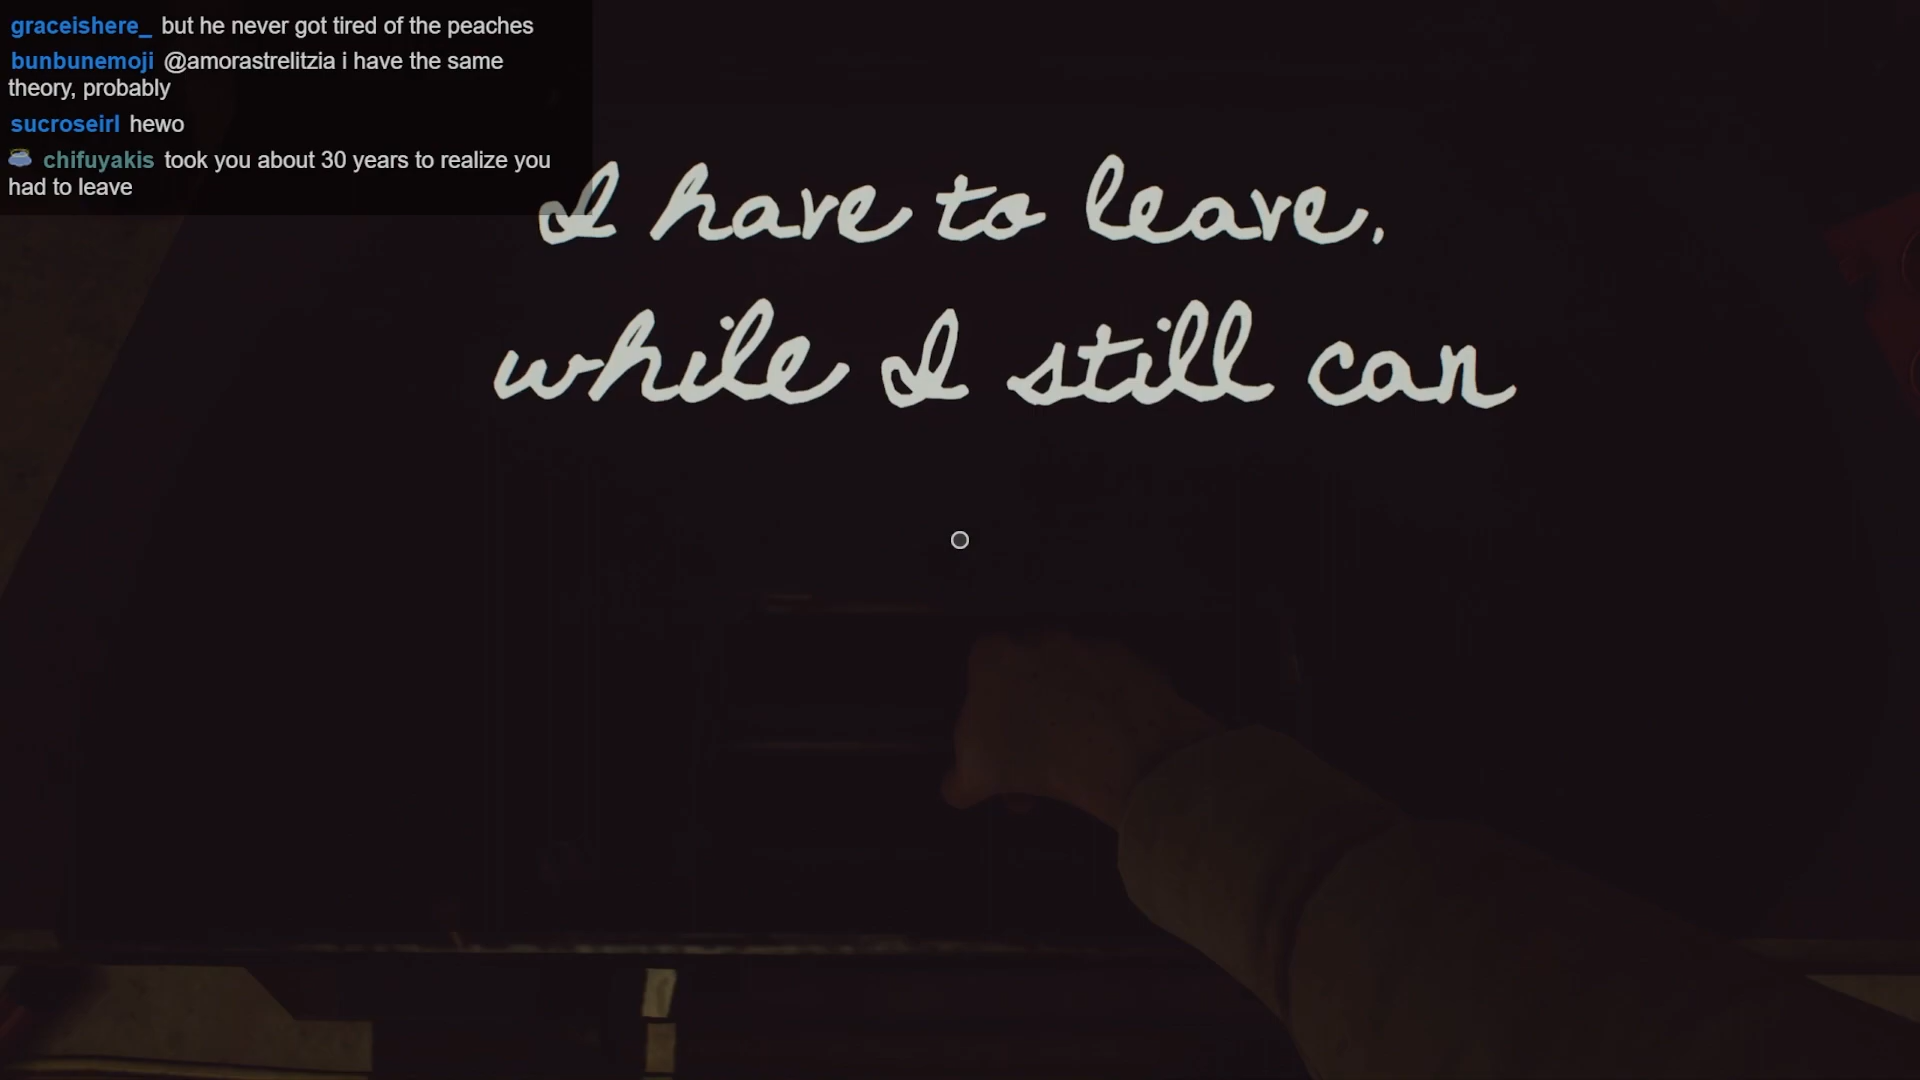 graceishere_ but he never got tired of the peaches
bunbunemoji @amorastrelitzia i have the same
theory, probably
sucroseirl hewo
chifuyakis took you about 30 years to realize you
had to leave
I have to leave,
while I still can